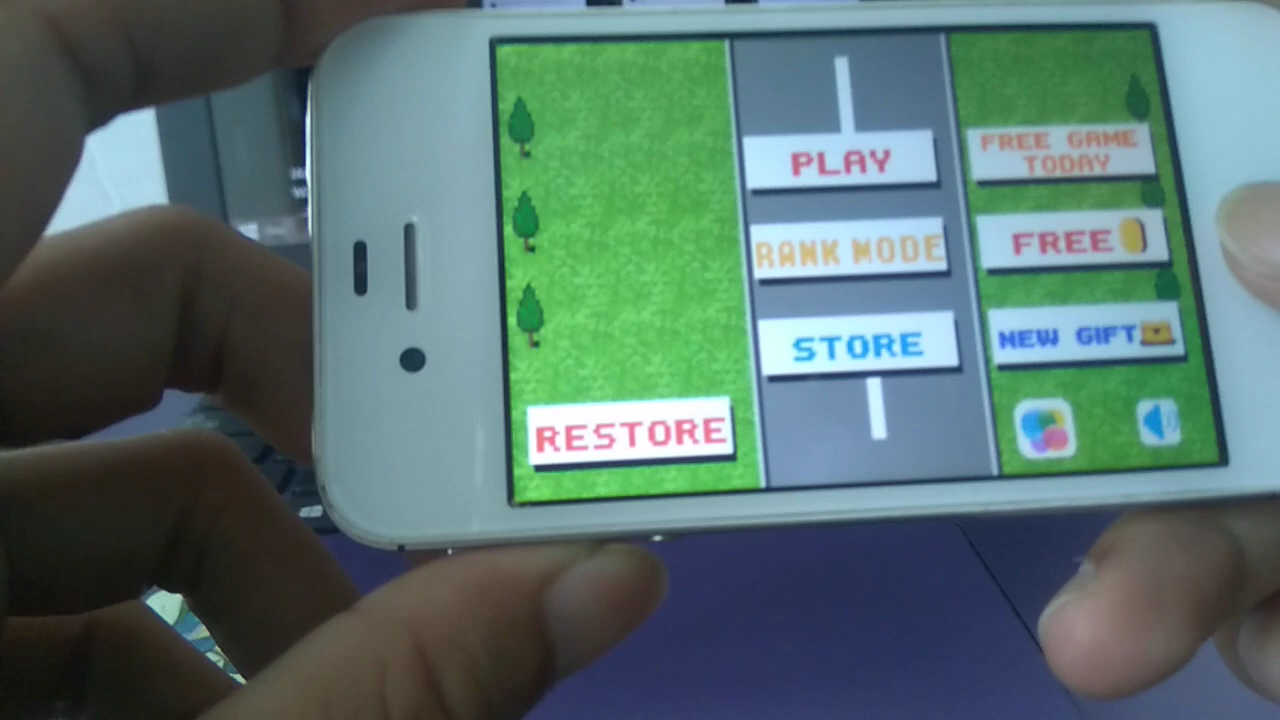 PLAY
RANK MODE
STORE
RESTORE
FREE GAME
TODAY
FREE
NEW GIFT